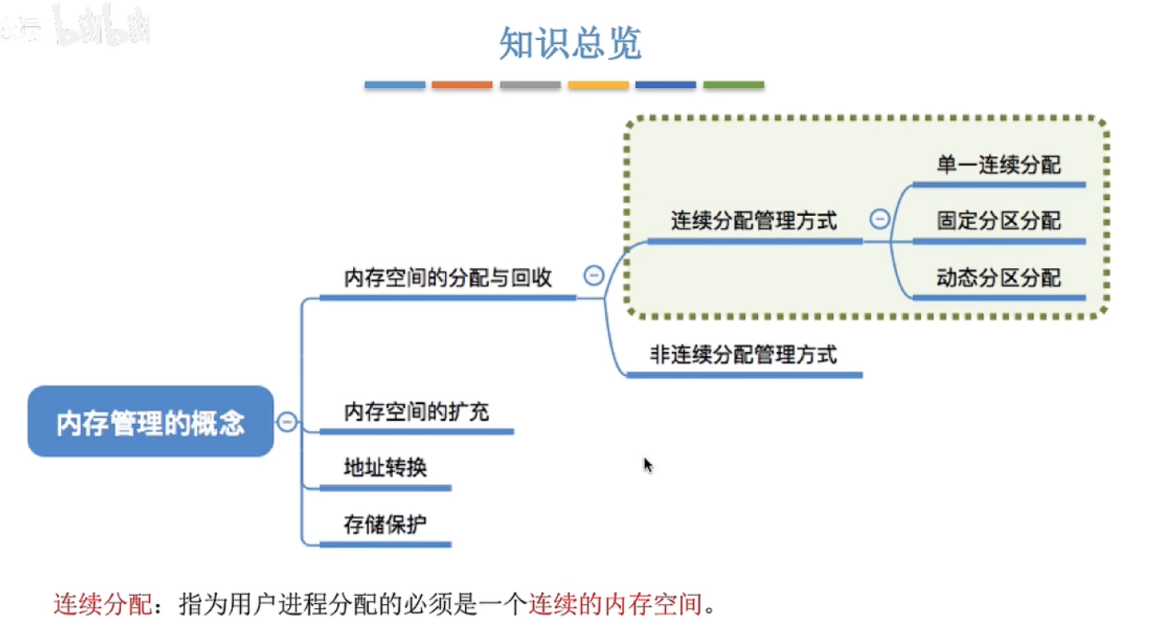 知识总览
单一连续分配
连续分配管理方式
固定分区分配
动态分区分配
内存空间的分配与回收
非连续分配管理方式
内存管理的概念
内存空间的扩充
地址转换
存储保护
连续分配：指为用户进程分配的必须是一个连续的内存空间。